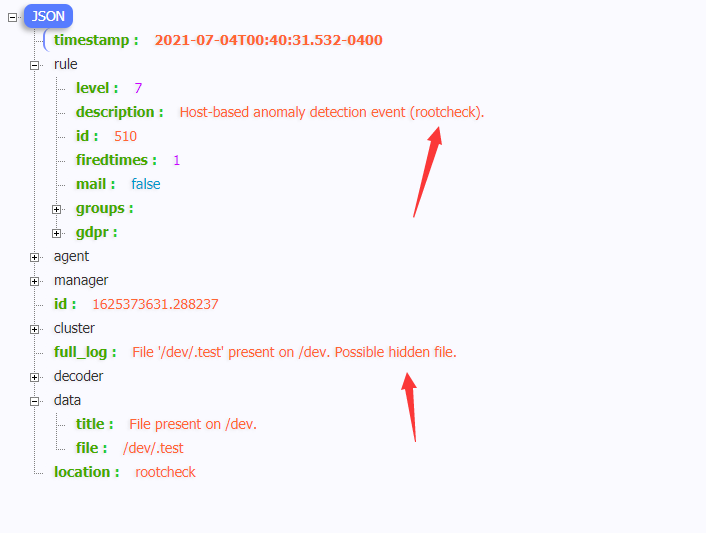 JSON
timestamp : 2021-07-04T00:40:31.532-0400
rule
level : 7
description : Host-based anomaly detection event (rootcheck).
id : 510
firedtimes : 1
mail : false
groups :
gdpr :
agent
manager
id : 1625373631.288237
cluster
full_log : File '/dev/.test' present on /dev. Possible hidden file.
decoder
data
title : File present on /dev.
file : /dev/.test
location : rootcheck